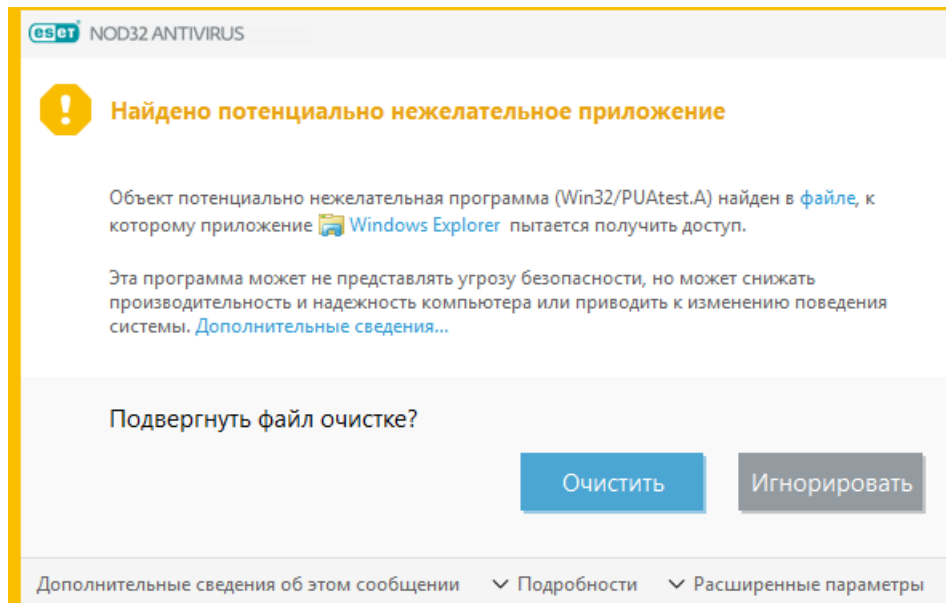 eset NOD32 ANTIVIRUS
Найдено потенциально нежелательное приложение
Объект потенциально нежелательная программа (Win32/PUAtest.A) найден в файле, к
которому приложение Windows Explorer пытается получить доступ.
Эта программа может не представлять угрозу безопасности, но может снижать
производительность и надежность компьютера или приводить к изменению поведения
системы. Дополнительные сведения...
Подвергнуть файл очистке?
Очистить Игнорировать
Дополнительные сведения об этом сообщении Подробности Расширенные параметры